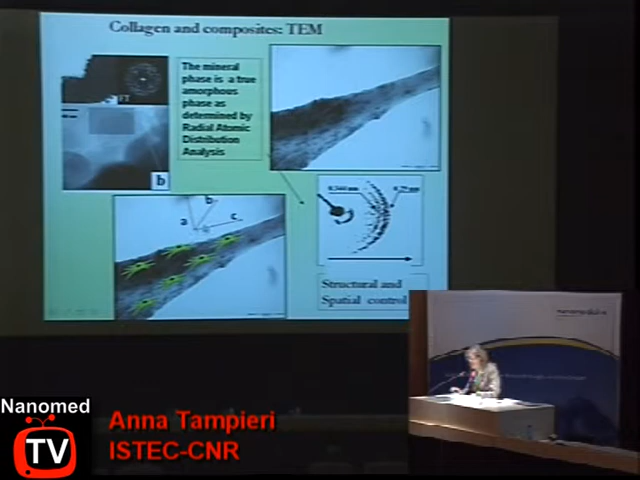 Collagen and composites: TEM
The mineral
phase is a true
amorphous
phase as
determined by
Radial Atomic
Distribution
Analysis
b
b
a
c
Structural and
Spatial control
Nanomed
TV
Anna Tampieri
ISTEC-CNR